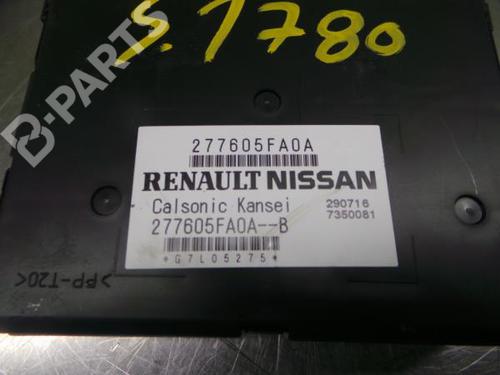 S.1780
B-PARTS
277605FA0A
RENAULT NISSAN
Calsonic Kansei 290716
277605FA0A--B 7350081
*G7L05275*
>PP-T20<